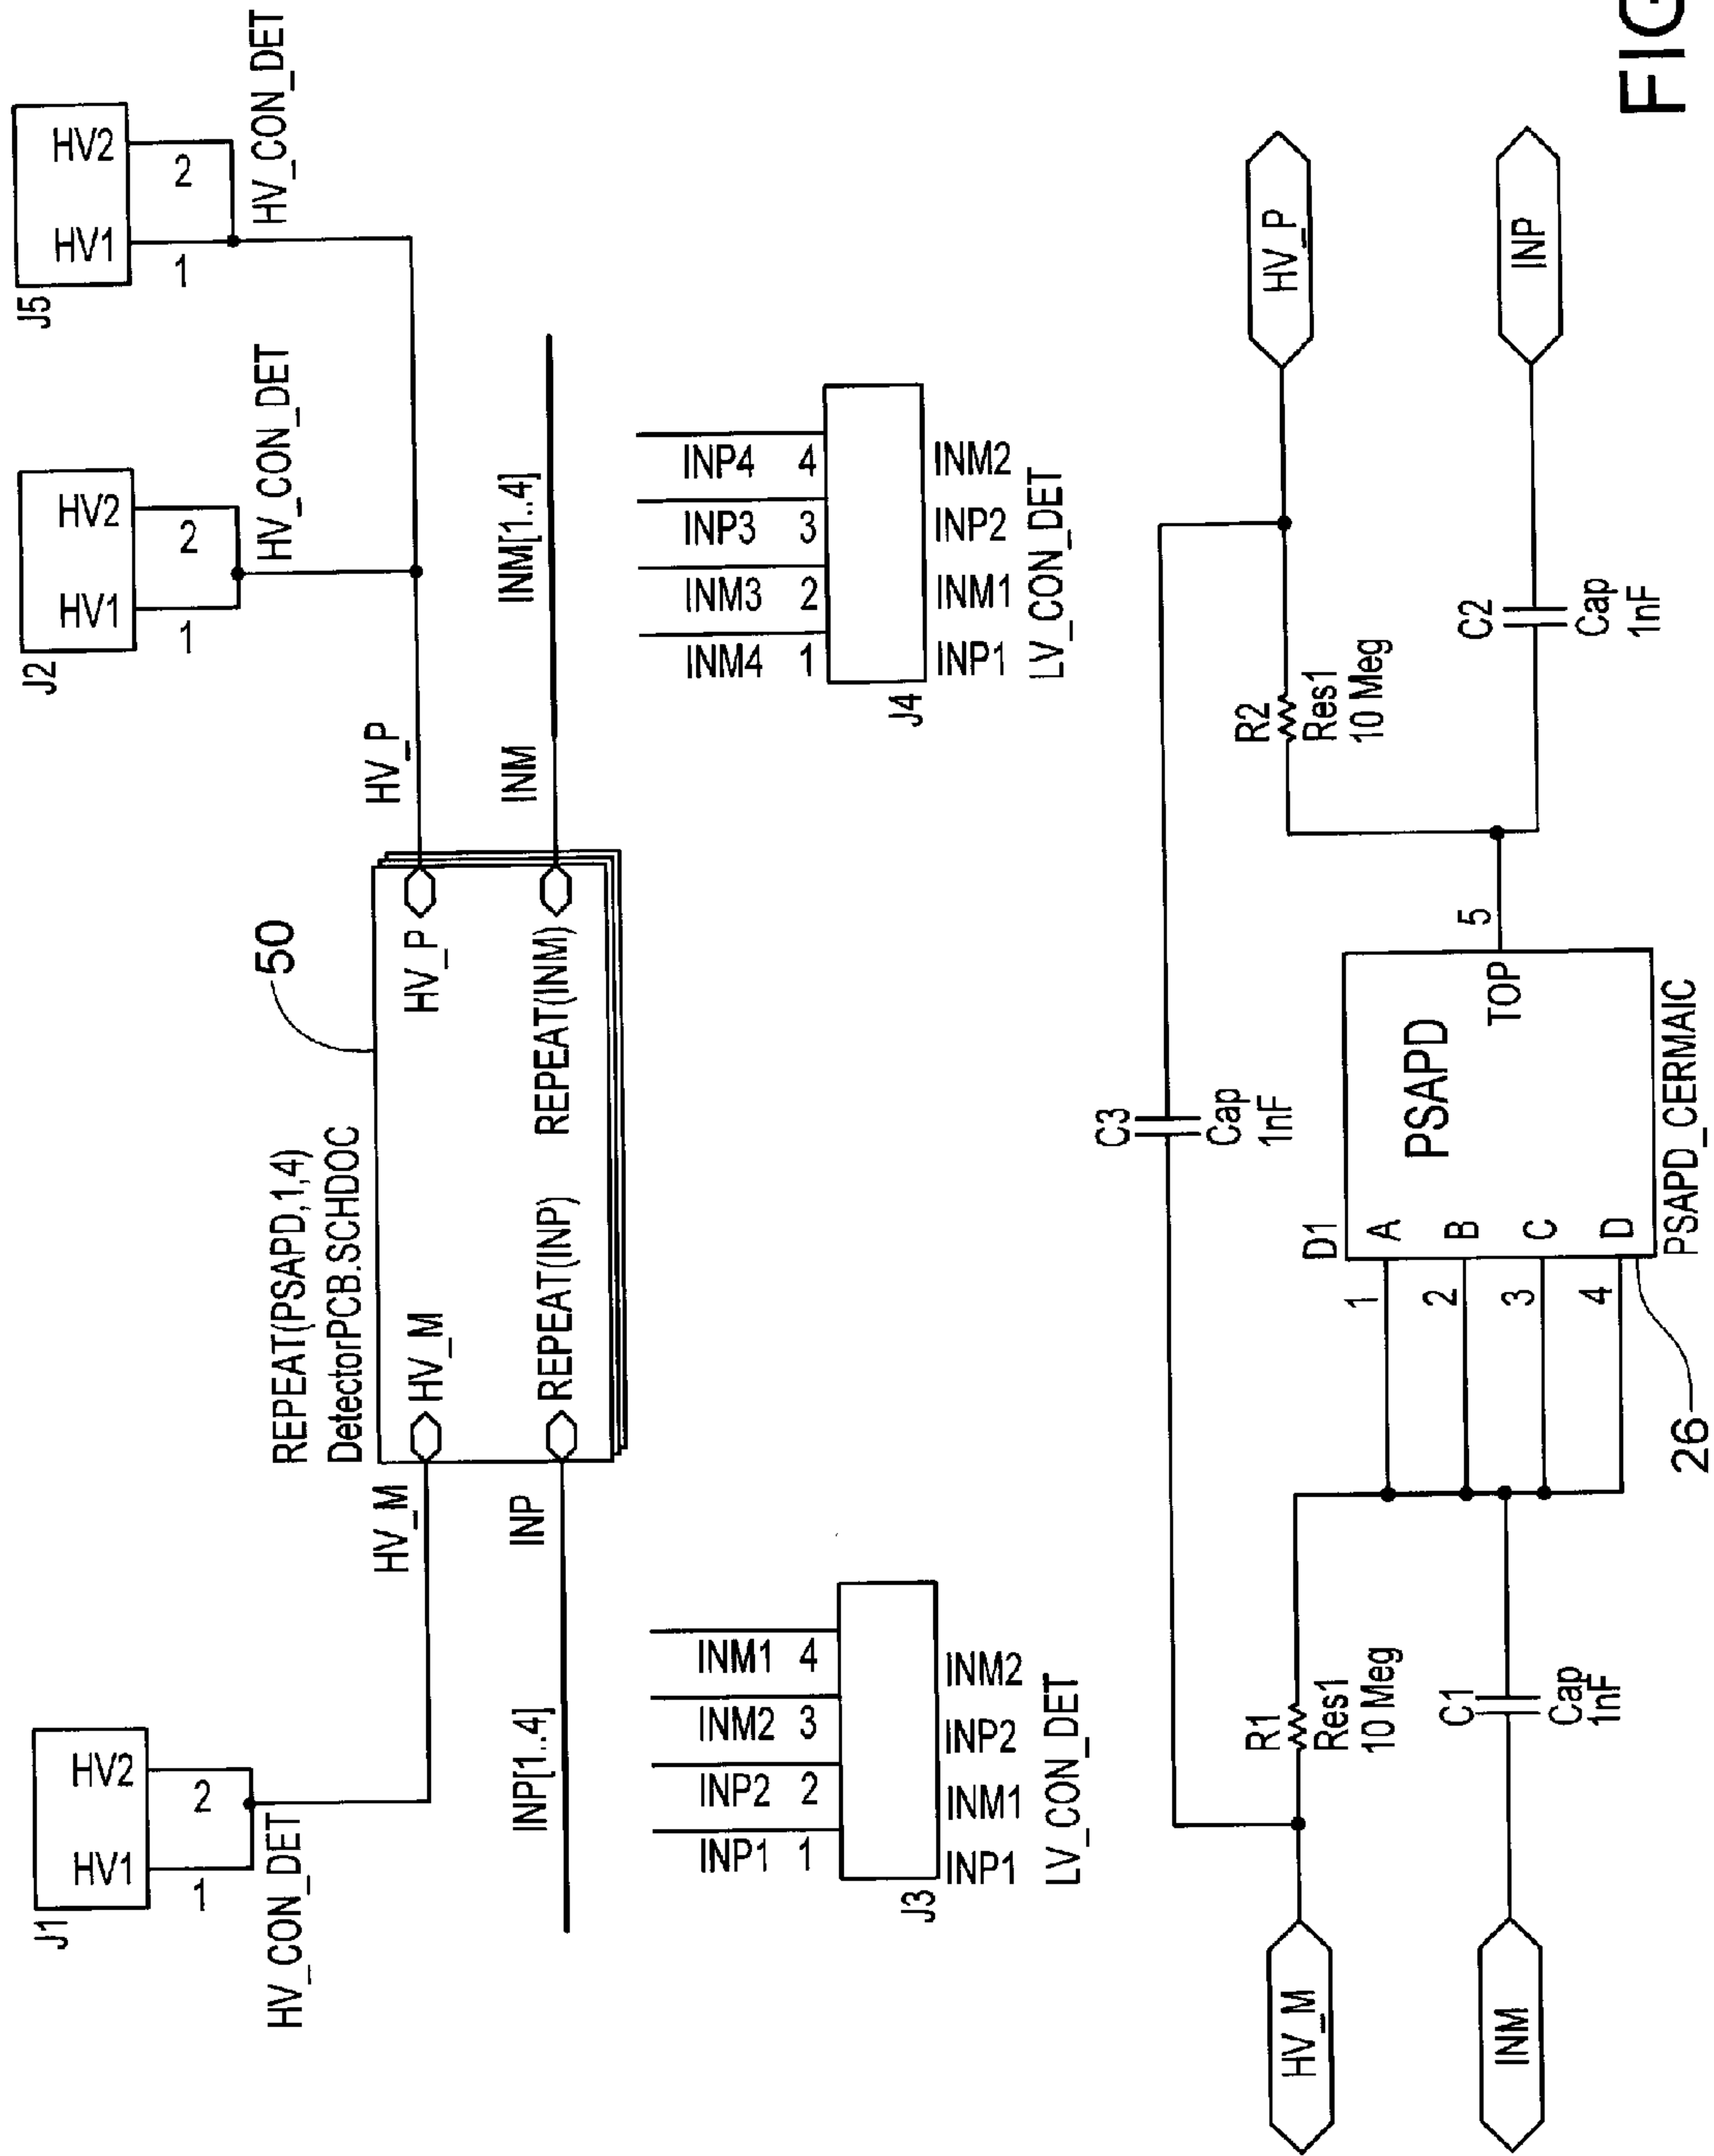 J1
HV1
HV2
1
2
HV_CON_DET
J2
HV1
HV2
1
2
HV_CON_DET
J5
HV1
HV2
1
2
HV_CON_DET
REPEAT(PSAPD,1,4)
DetectorPCB.SCHDOC
50
HV_M
HV_M
HV_P
HV_P
INP[1..4]
INP
REPEAT(INP)
REPEAT(INM)
INM
INM[1..4]
INP1 1
INP2 2
INM2 3
INM1 4
J3
INP1
INM1
INP2
INM2
LV_CON_DET
INM4 1
INM3 2
INP3 3
INP4 4
J4
INP1
INM1
INP2
INM2
LV_CON_DET
C3
Cap
1nF
HV_M
R1
Res1
10 Meg
INM
C1
Cap
1nF
D1
1
2
3
4
A
B
C
D
PSAPD
TOP
5
PSAPD_CERMAIC
26
R2
Res1
10 Meg
HV_P
C2
Cap
1nF
INP
FIG